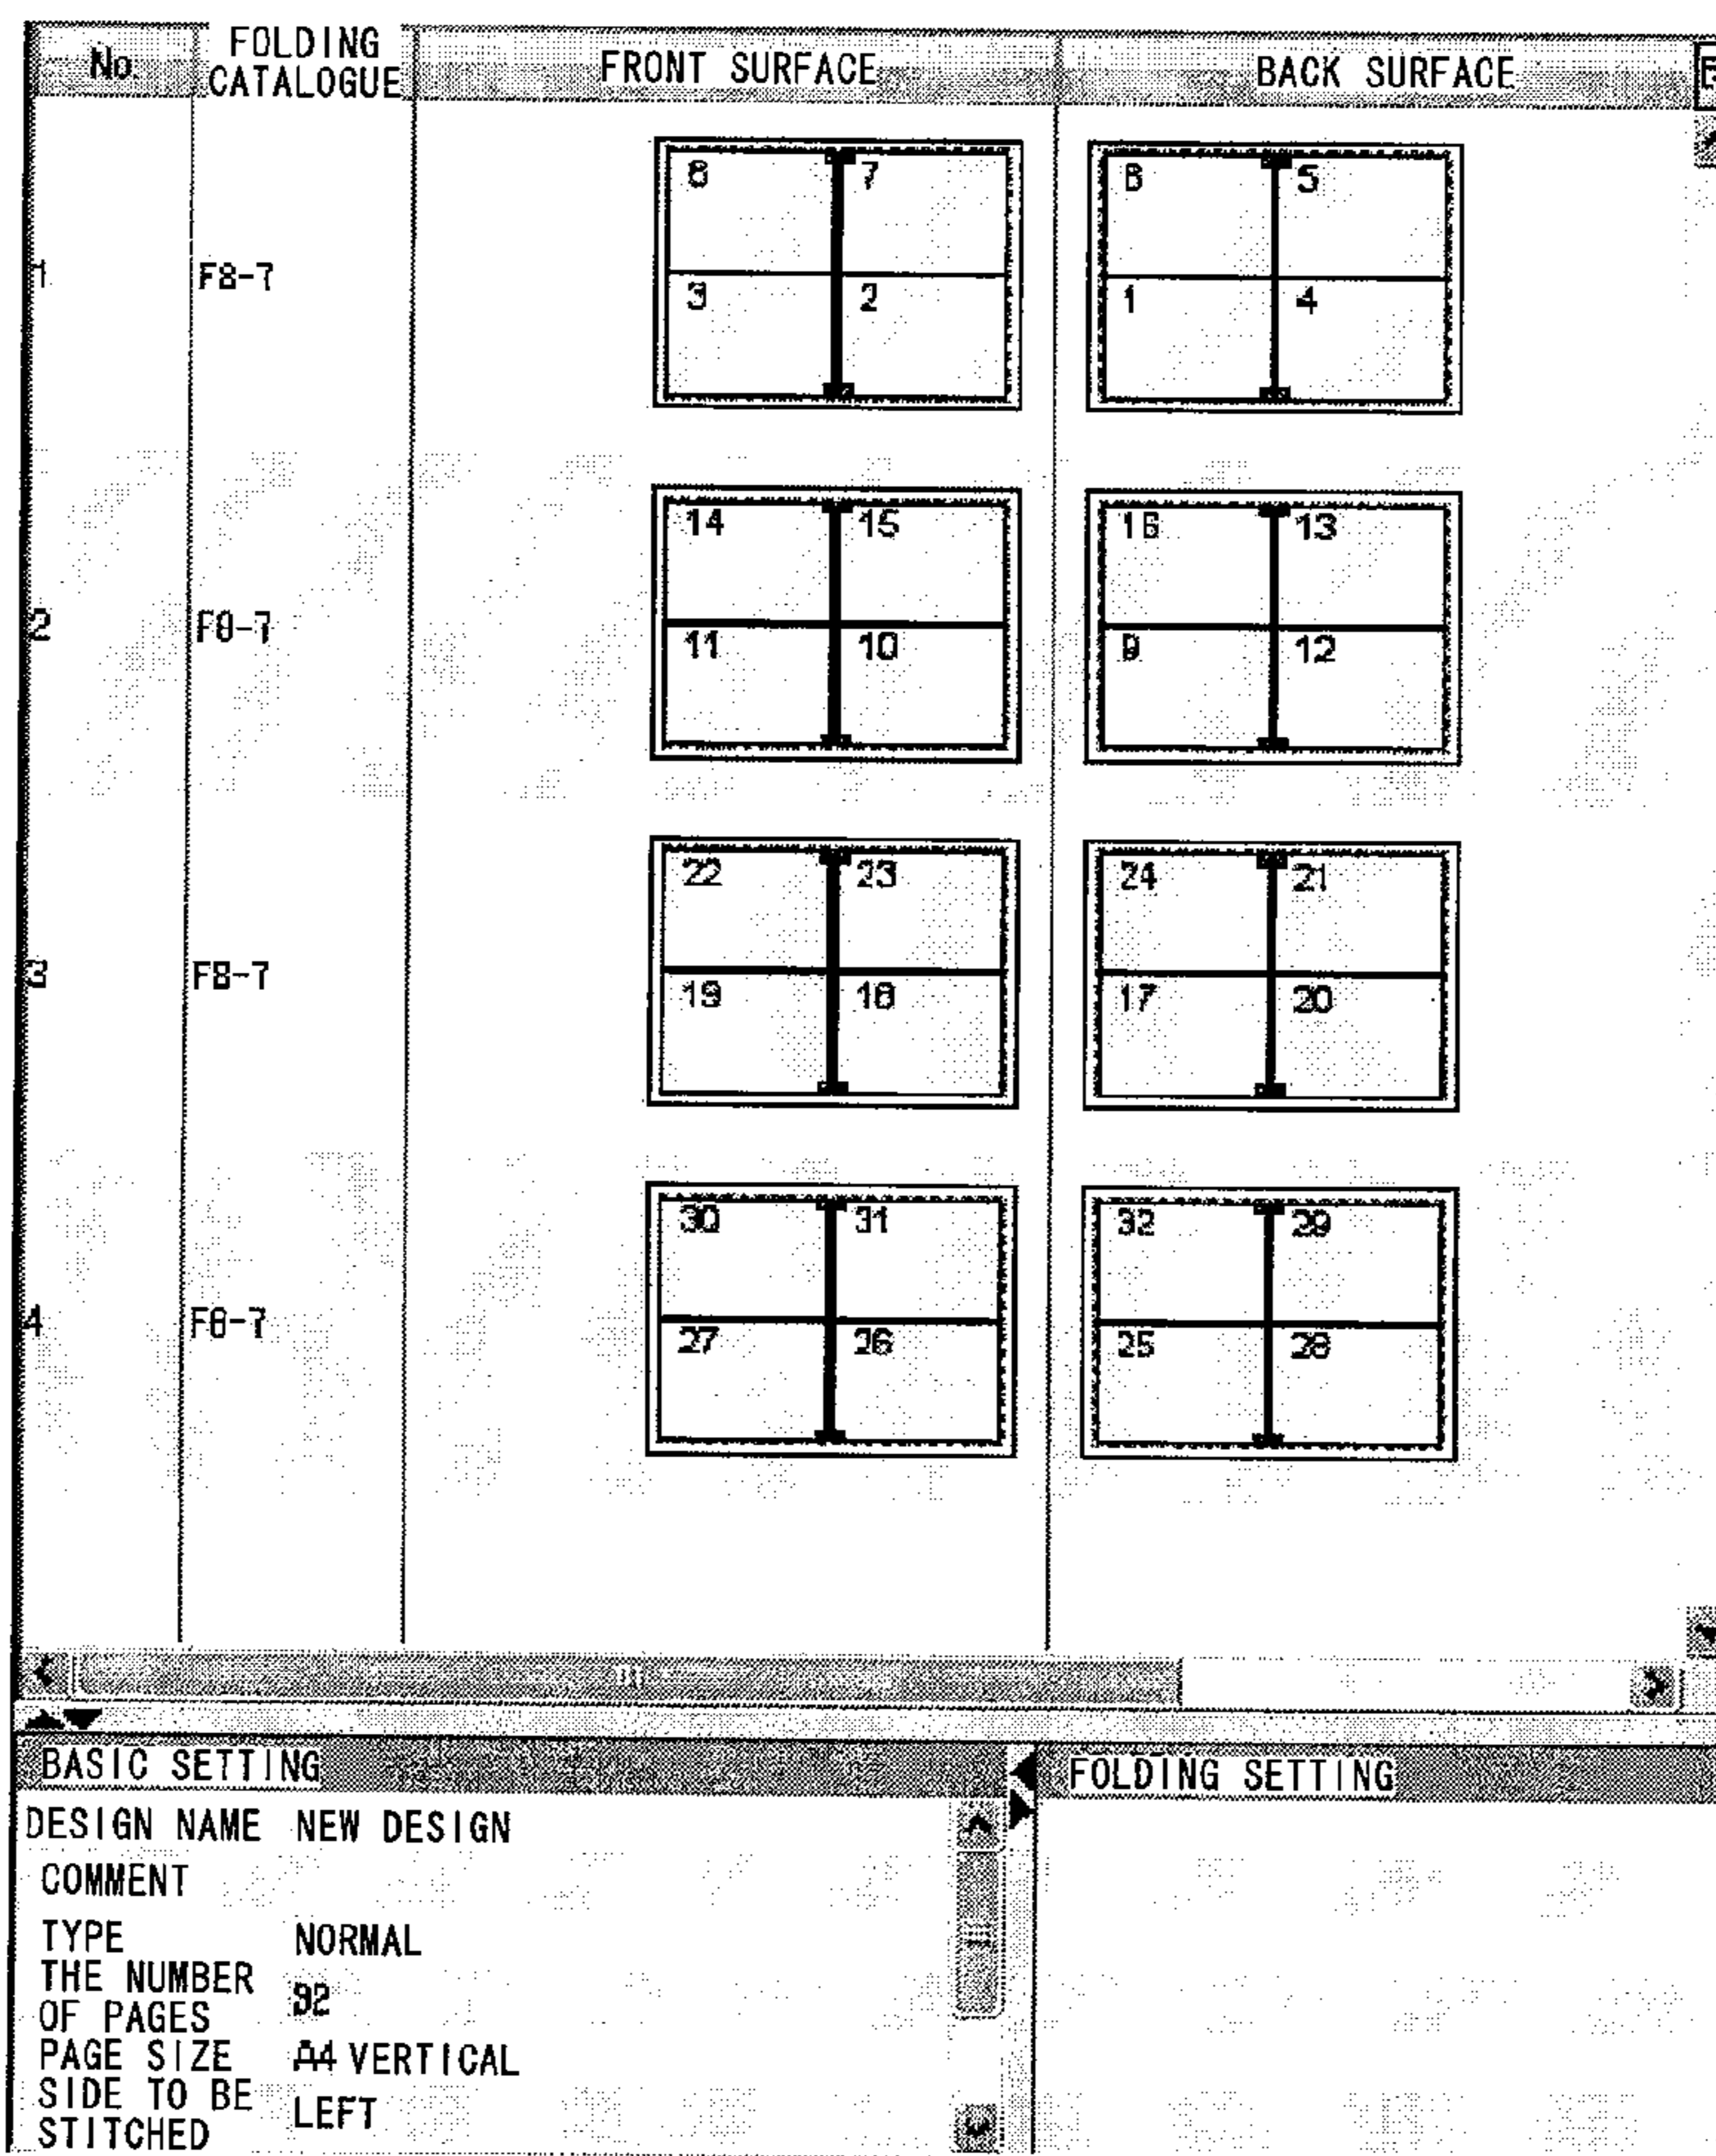 No.
FOLDING
CATALOGUE
FRONT SURFACE
BACK SURFACE
6 7
8 5
1
F8-7
3 2
1 4
14 15
16 13
2
F8-7
11 10
9 12
22 23
24 21
3
F8-7
19 18
17 20
30 31
32 29
4
F8-7
27 26
25 28
BASIC SETTING
FOLDING SETTING
DESIGN NAME NEW DESIGN
COMMENT
TYPE NORMAL
THE NUMBER
OF PAGES 32
PAGE SIZE A4 VERTICAL
SIDE TO BE
STITCHED LEFT